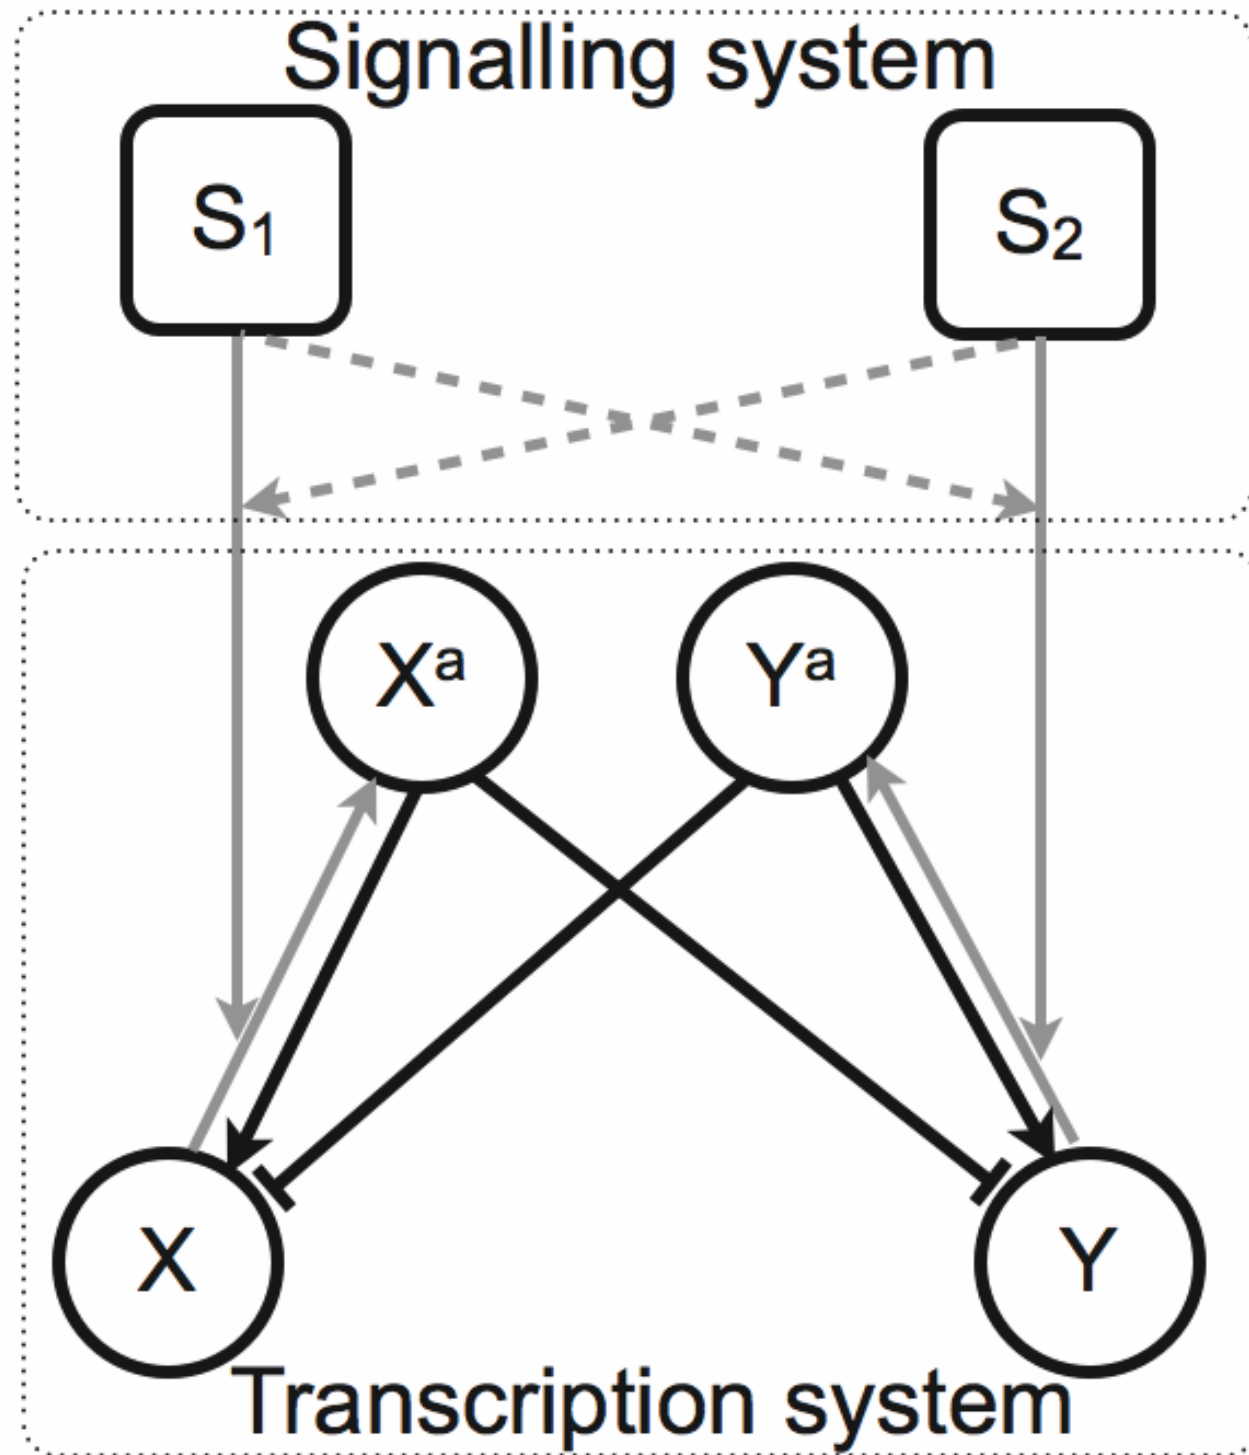 Signalling system
S₁
S₂
Xᵃ
Yᵃ
X
Y
Transcription system